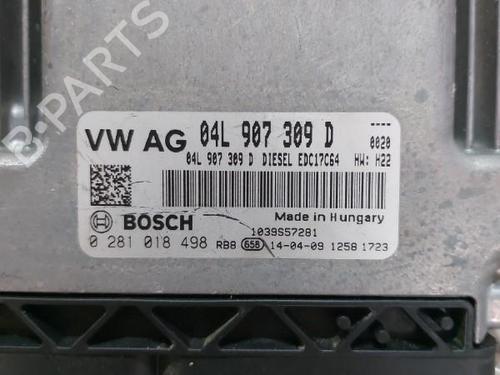 B-PARTS
VW AG 04L 907 309 D 0020
04L 907 309 D DIESEL EDC17C64 HW: H22
Made in Hungary
BOSCH 1039S57281
0 281 018 498 RB8 658 14-04-09 1258 1723